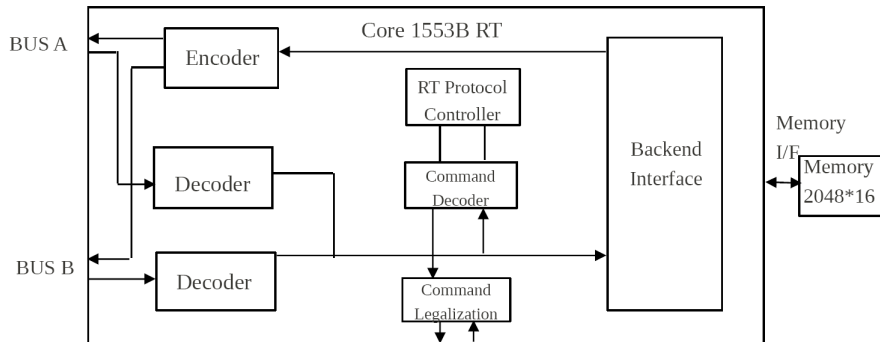 Core 1553B RT
BUS A
Encoder
RT Protocol
Controller
Memory
I/F
Backend
Interface
Memory
2048*16
Decoder
Command
Decoder
BUS B
Decoder
Command
Legalization